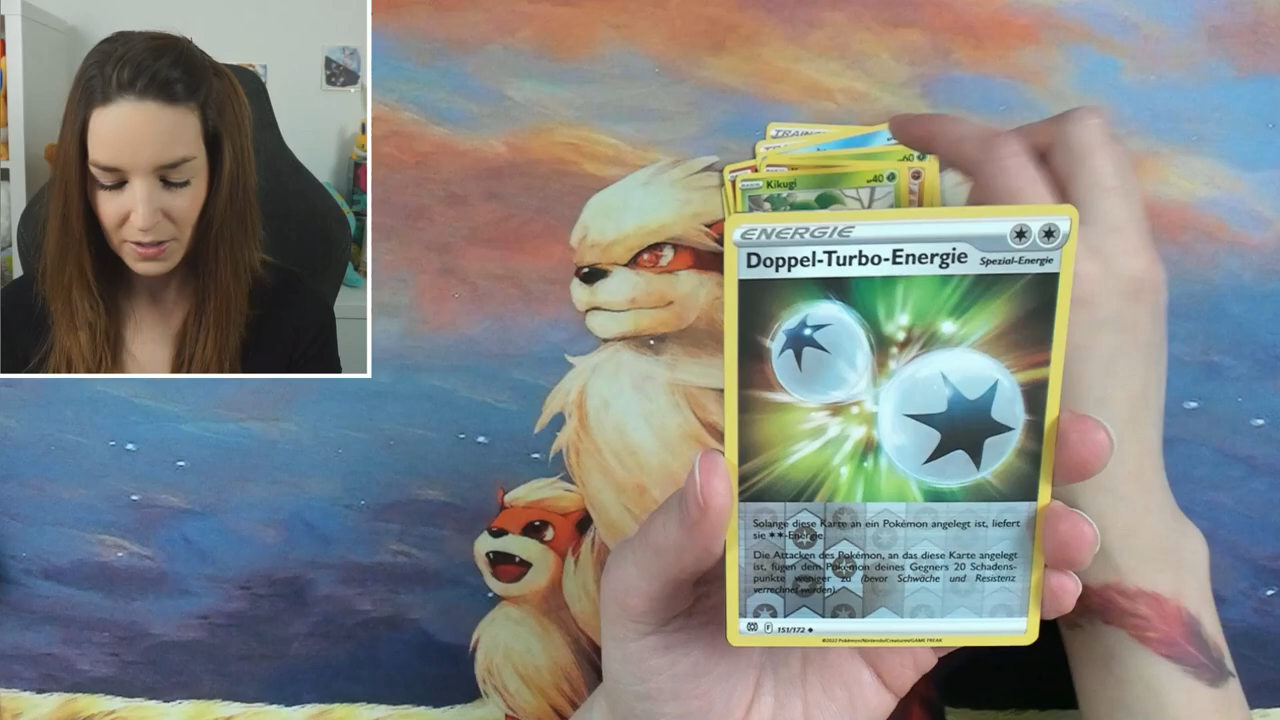 TRAIN
60
Kikugi
40
ENERGIE
Doppel-Turbo-Energie
Spezial-Energie
Solange diese Karte an ein Pokémon angelegt ist, liefert
sie ✶✶-Energie.
Die Attacken des Pokémon, an das diese Karte angelegt
ist, fügen dem Pokémon deines Gegners 20 Schadens-
punkte weniger zu (bevor Schwäche und Resistenz
verrechnet werden).
F 151/172 ◆
©2022 Pokémon/Nintendo/Creatures/GAME FREAK